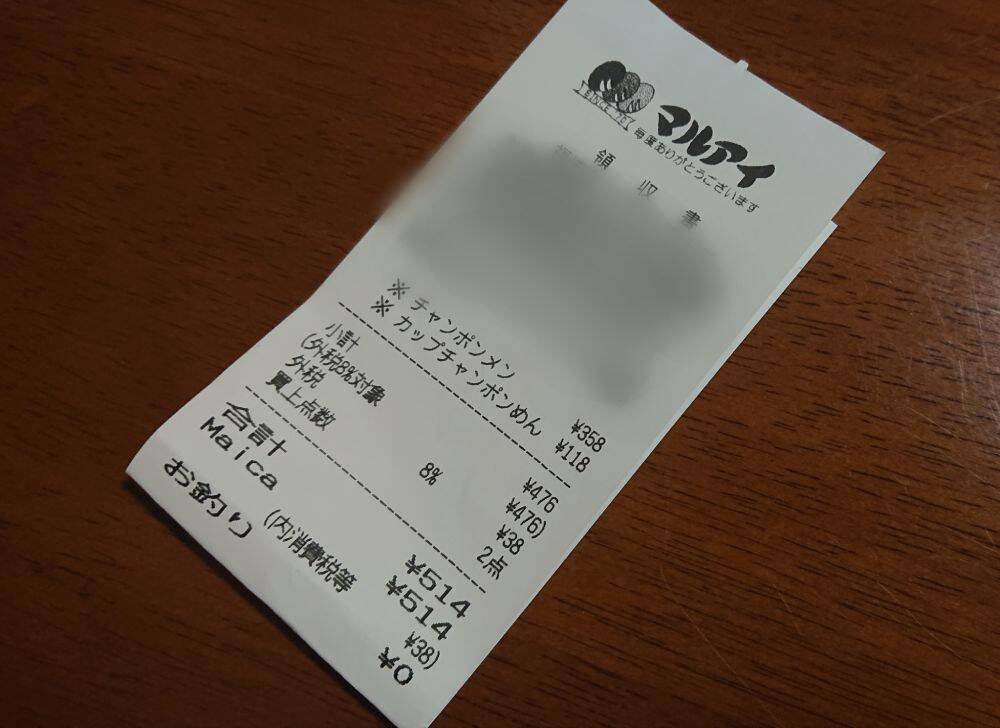 SINCE '76
マルアイ
毎度ありがとうございます
領 収 書
※ チャンポンメン ¥358
※ カップチャンポンめん ¥118
小計 ¥476
(外税8%対象 ¥476)
外税 8% ¥38
買上点数 2点
合計 ¥514
Maica ¥514
(内消費税等 ¥38)
お釣り ¥0